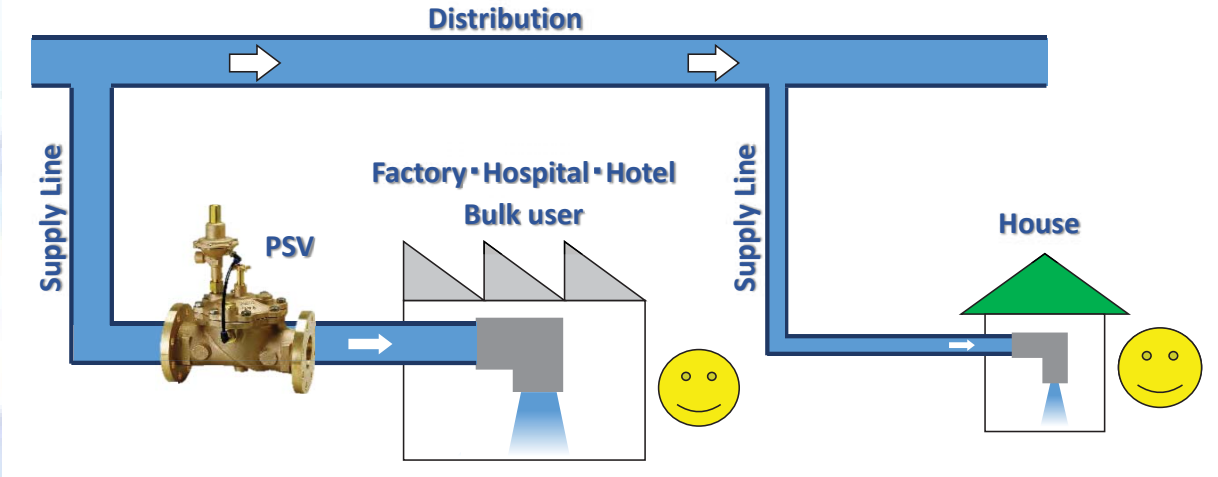 Distribution
Supply Line
Factory・Hospital・Hotel
Bulk user
PSV
Supply Line
House